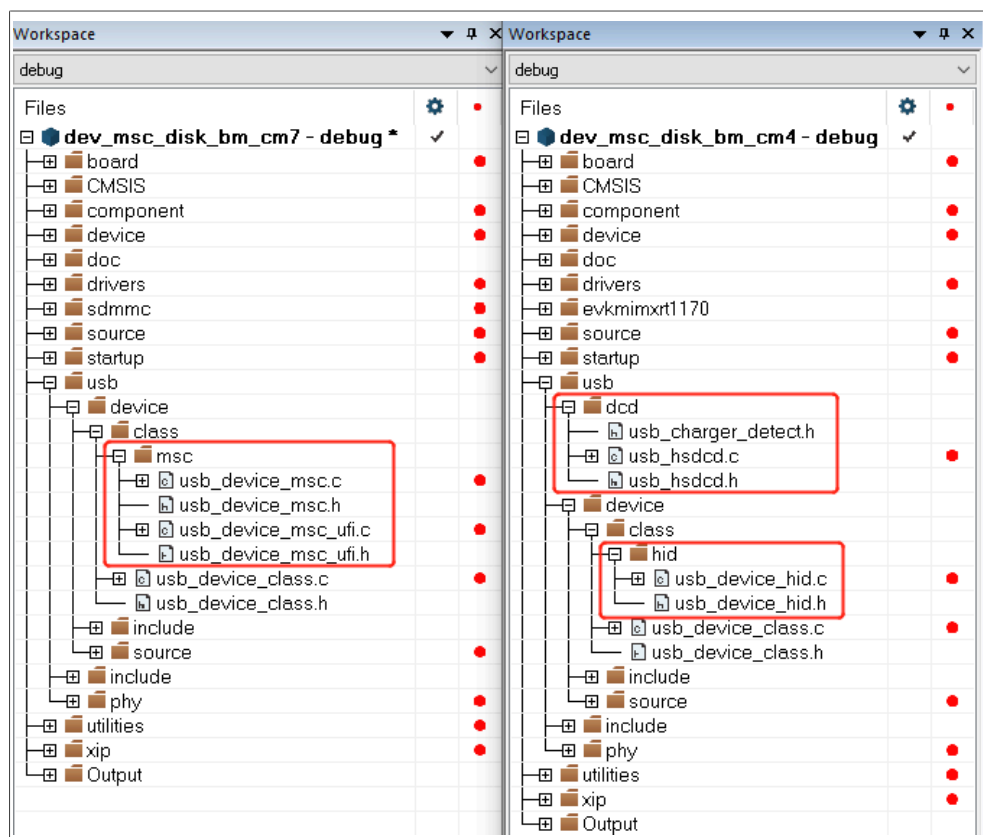 Workspace
debug
Files
dev_msc_disk_bm_cm7 - debug *
board
CMSIS
component
device
doc
drivers
sdmmc
source
startup
usb
device
class
msc
usb_device_msc.c
usb_device_msc.h
usb_device_msc_ufi.c
usb_device_msc_ufi.h
usb_device_class.c
usb_device_class.h
include
source
include
phy
utilities
xip
Output
Workspace
debug
Files
dev_msc_disk_bm_cm4 - debug
board
CMSIS
component
device
doc
drivers
evkmimxrt1170
source
startup
usb
dcd
usb_charger_detect.h
usb_hsdcd.c
usb_hsdcd.h
device
class
hid
usb_device_hid.c
usb_device_hid.h
usb_device_class.c
usb_device_class.h
include
source
include
phy
utilities
xip
Output